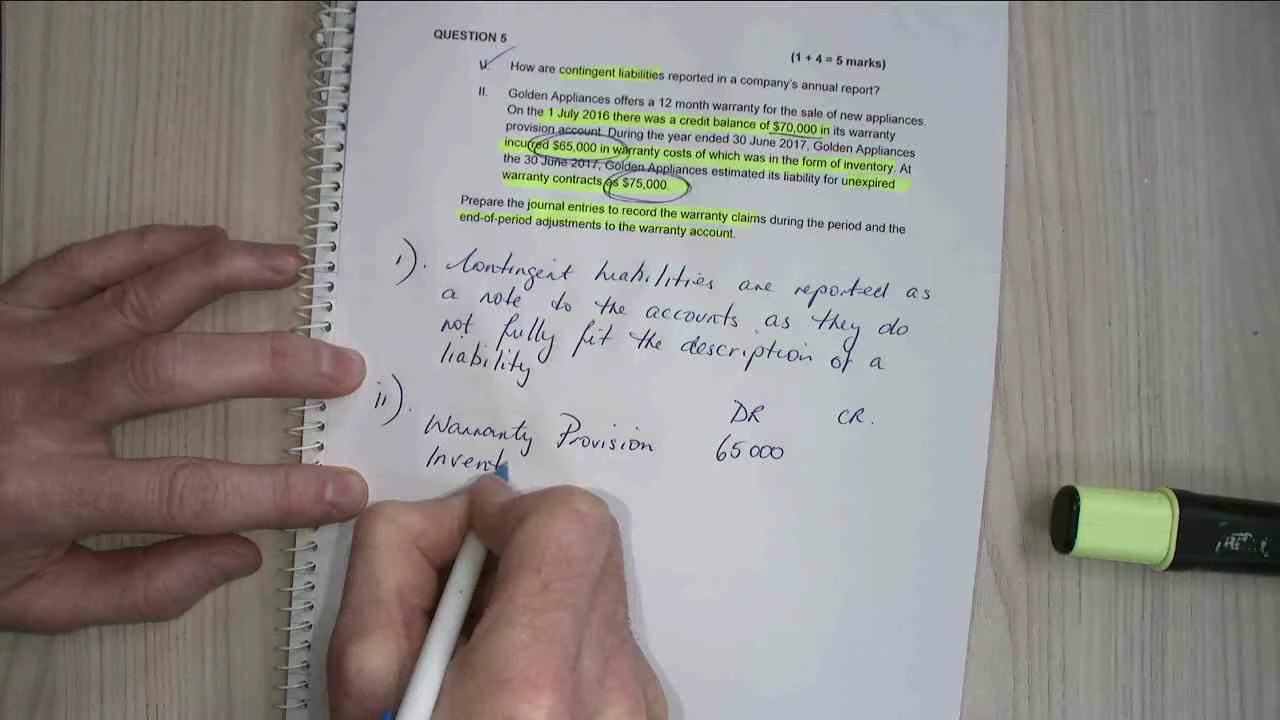 QUESTION 5
(1 + 4 = 5 marks)
I. How are contingent liabilities reported in a company's annual report?
II. Golden Appliances offers a 12 month warranty for the sale of new appliances.
On the 1 July 2016 there was a credit balance of $70,000 in its warranty
provision account. During the year ended 30 June 2017, Golden Appliances
incurred $65,000 in warranty costs of which was in the form of inventory. At
the 30 June 2017, Golden Appliances estimated its liability for unexpired
warranty contracts as $75,000.
Prepare the journal entries to record the warranty claims during the period and the
end-of-period adjustments to the warranty account.
i). Contingent liabilities are reported as
a note to the accounts as they do
not fully fit the description of a
liability
ii). DR CR.
Warranty Provision 65 000
Invent